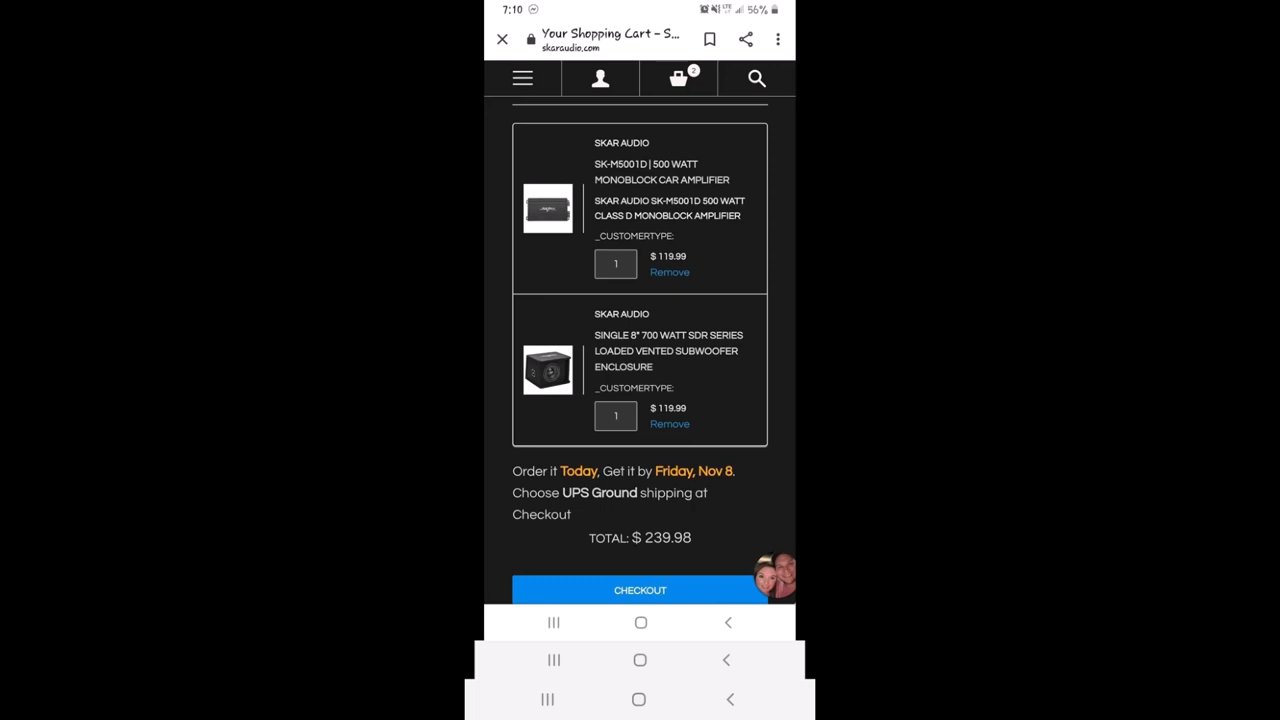 7:10 LTE 56%
Your Shopping Cart – S...
skaraudio.com
2
SKAR AUDIO
SK-M5001D | 500 WATT
MONOBLOCK CAR AMPLIFIER
SKAR AUDIO SK-M5001D 500 WATT
CLASS D MONOBLOCK AMPLIFIER
_CUSTOMERTYPE:
1 $ 119.99
Remove
SKAR AUDIO
SINGLE 8" 700 WATT SDR SERIES
LOADED VENTED SUBWOOFER
ENCLOSURE
_CUSTOMERTYPE:
1 $ 119.99
Remove
Order it Today, Get it by Friday, Nov 8.
Choose UPS Ground shipping at
Checkout
TOTAL: $ 239.98
CHECKOUT